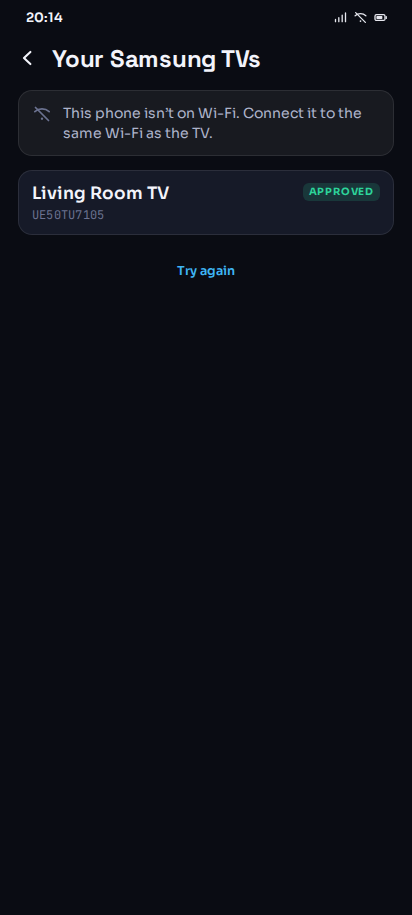 20:14
Your Samsung TVs
This phone isn’t on Wi-Fi. Connect it to the
same Wi-Fi as the TV.
Living Room TV
APPROVED
UE50TU7105
Try again